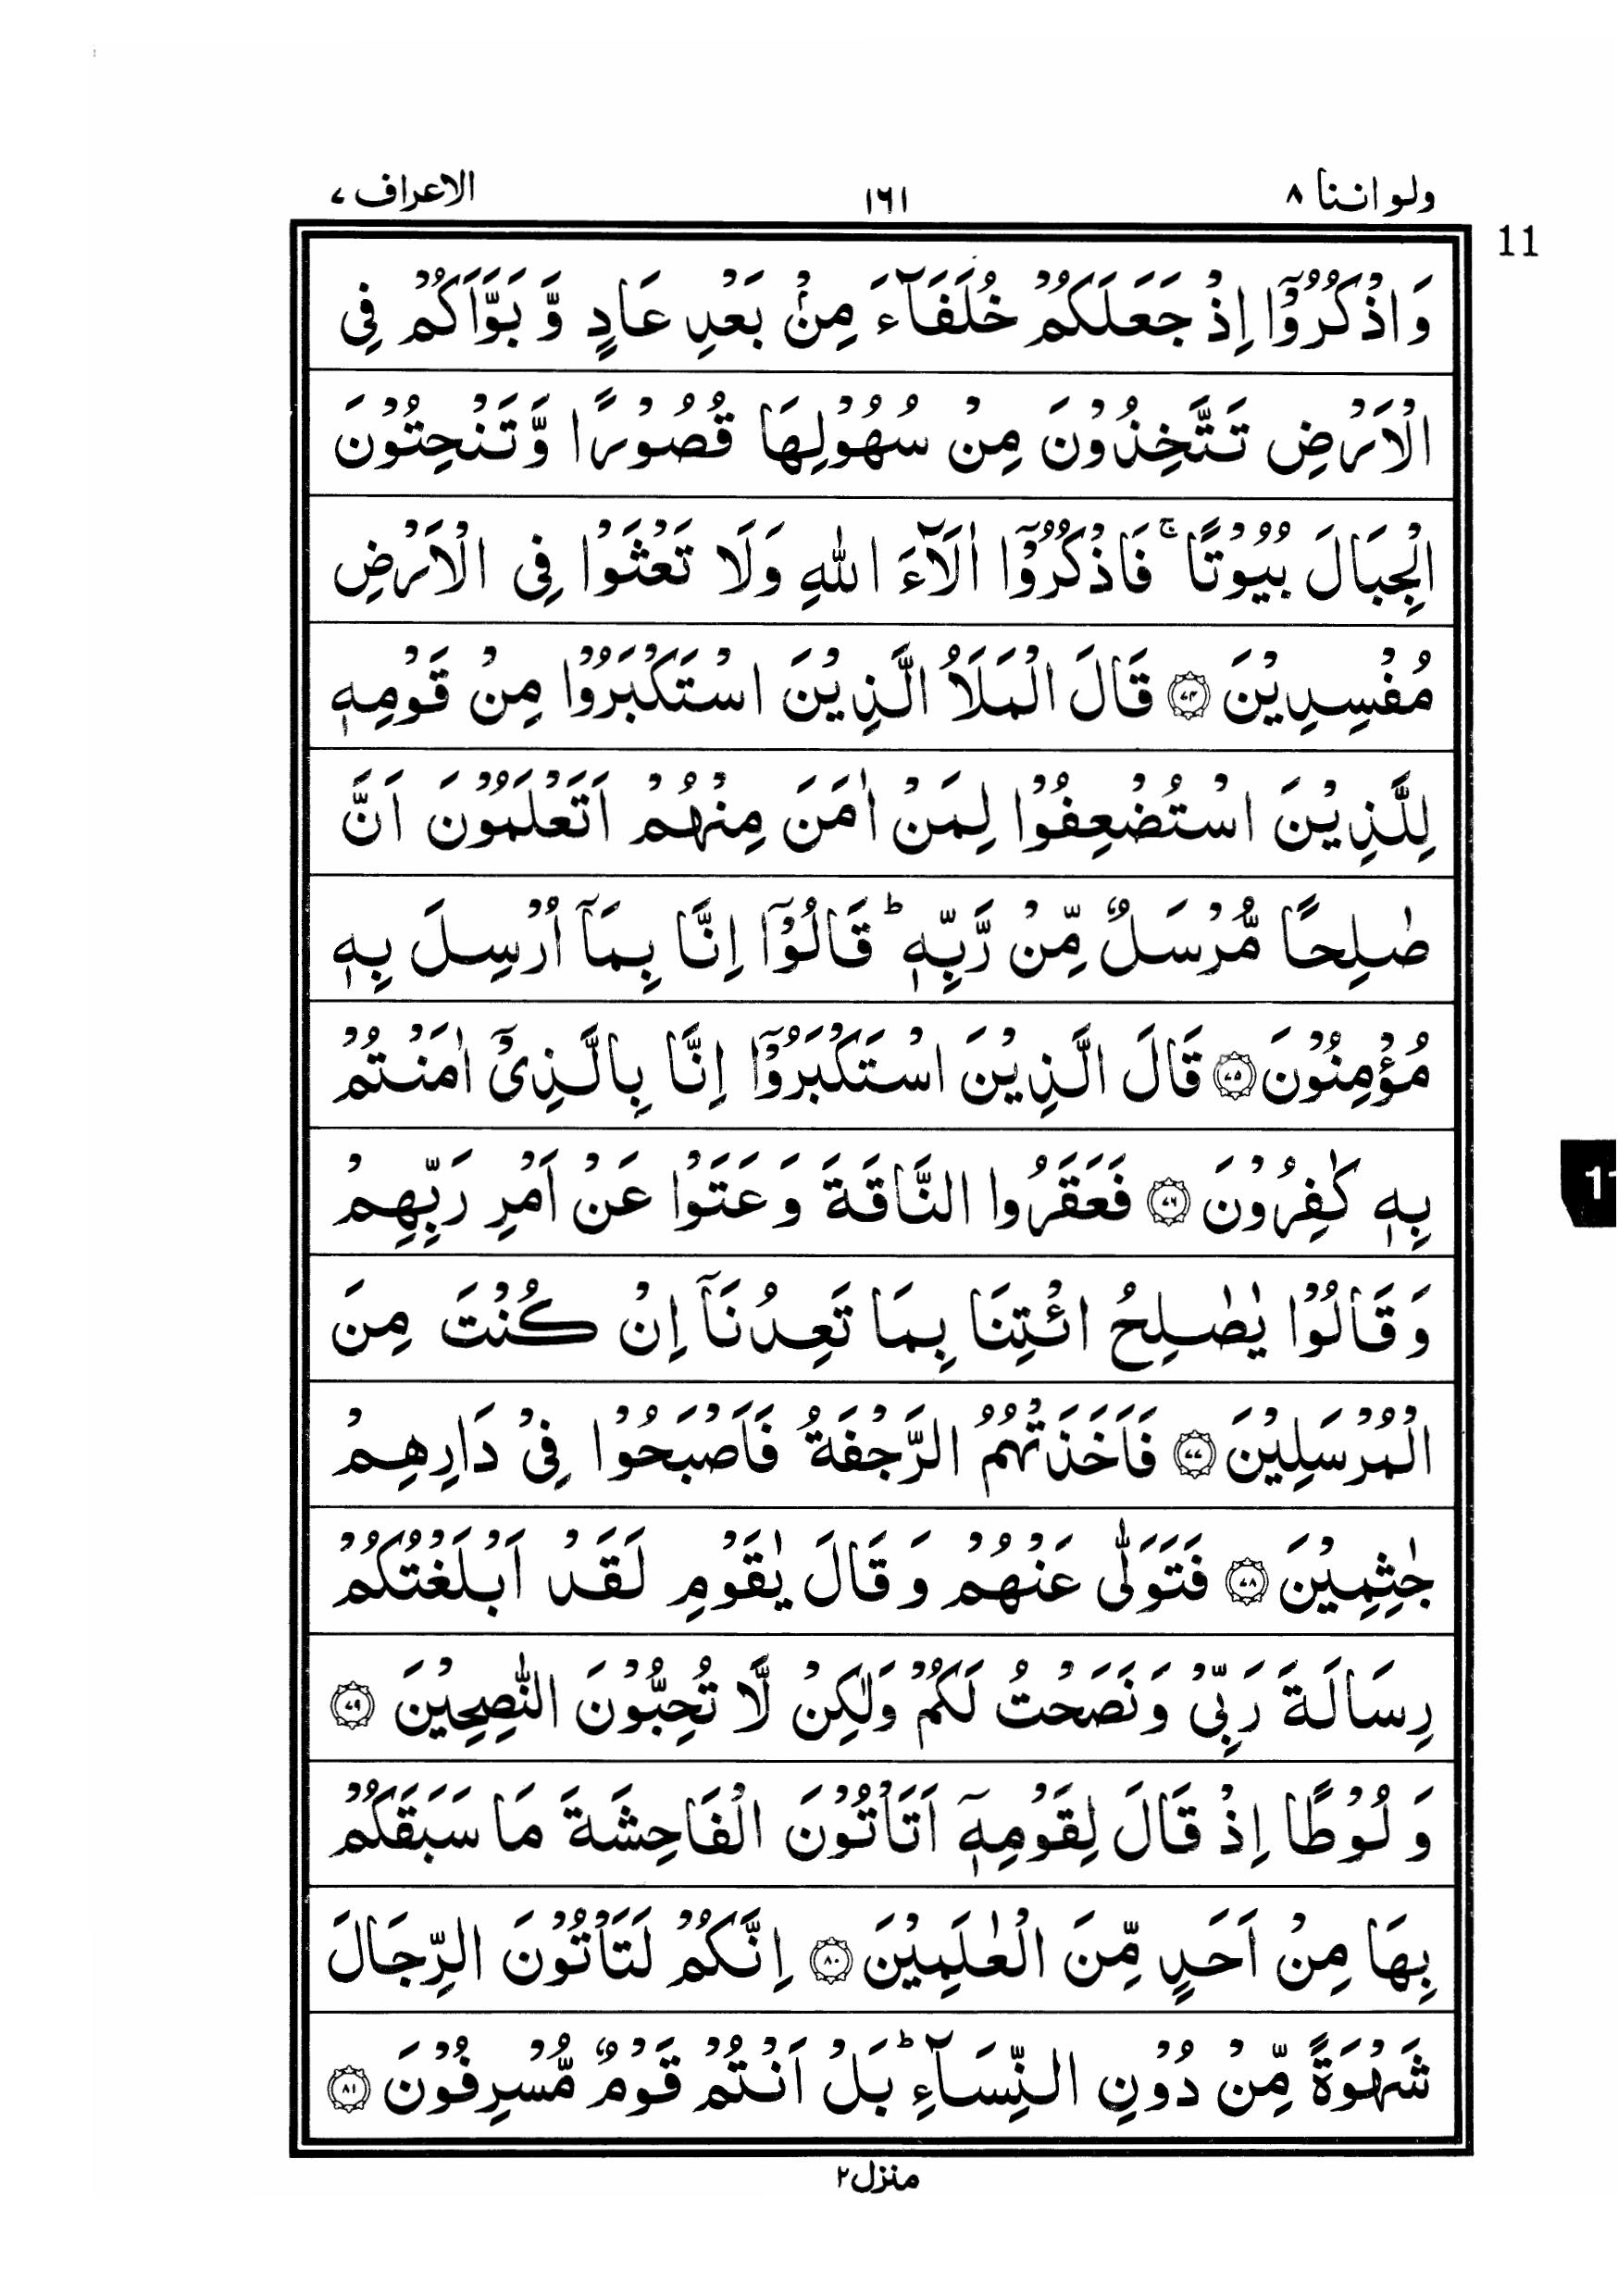 ولو اننا ٨
١٦١
الاعراف ٧
11
وَاذْكُرُوْۤا اِذْ جَعَلَكُمْ خُلَفَآءَ مِنْۢ بَعْدِ عَادٍ وَّ بَوَّاَكُمْ فِى
الْاَرْضِ تَتَّخِذُوْنَ مِنْ سُهُوْلِهَا قُصُوْرًا وَّتَنْحِتُوْنَ
الْجِبَالَ بُيُوْتًا ۚ فَاذْكُرُوْۤا اٰلَآءَ اللّٰهِ وَلَا تَعْثَوْا فِى الْاَرْضِ
مُفْسِدِيْنَ ﴿٧٤﴾ قَالَ الْمَلَاُ الَّذِيْنَ اسْتَكْبَرُوْا مِنْ قَوْمِهٖ
لِلَّذِيْنَ اسْتُضْعِفُوْا لِمَنْ اٰمَنَ مِنْهُمْ اَتَعْلَمُوْنَ اَنَّ
صٰلِحًا مُّرْسَلٌ مِّنْ رَّبِّهٖ ؕ قَالُوْۤا اِنَّا بِمَاۤ اُرْسِلَ بِهٖ
مُؤْمِنُوْنَ ﴿٧٥﴾ قَالَ الَّذِيْنَ اسْتَكْبَرُوْۤا اِنَّا بِالَّذِىْۤ اٰمَنْتُمْ
بِهٖ كٰفِرُوْنَ ﴿٧٦﴾ فَعَقَرُوا النَّاقَةَ وَعَتَوْا عَنْ اَمْرِ رَبِّهِمْ
وَقَالُوْا يٰصٰلِحُ ائْتِنَا بِمَا تَعِدُنَاۤ اِنْ كُنْتَ مِنَ
الْمُرْسَلِيْنَ ﴿٧٧﴾ فَاَخَذَتْهُمُ الرَّجْفَةُ فَاَصْبَحُوْا فِىْ دَارِهِمْ
جٰثِمِيْنَ ﴿٧٨﴾ فَتَوَلّٰى عَنْهُمْ وَقَالَ يٰقَوْمِ لَقَدْ اَبْلَغْتُكُمْ
رِسَالَةَ رَبِّىْ وَنَصَحْتُ لَكُمْ وَلٰكِنْ لَّا تُحِبُّوْنَ النّٰصِحِيْنَ ﴿٧٩﴾
وَلُوْطًا اِذْ قَالَ لِقَوْمِهٖۤ اَتَاْتُوْنَ الْفَاحِشَةَ مَا سَبَقَكُمْ
بِهَا مِنْ اَحَدٍ مِّنَ الْعٰلَمِيْنَ ﴿٨٠﴾ اِنَّكُمْ لَتَاْتُوْنَ الرِّجَالَ
شَهْوَةً مِّنْ دُوْنِ النِّسَآءِ ؕ بَلْ اَنْتُمْ قَوْمٌ مُّسْرِفُوْنَ ﴿٨١﴾
منزل ٢